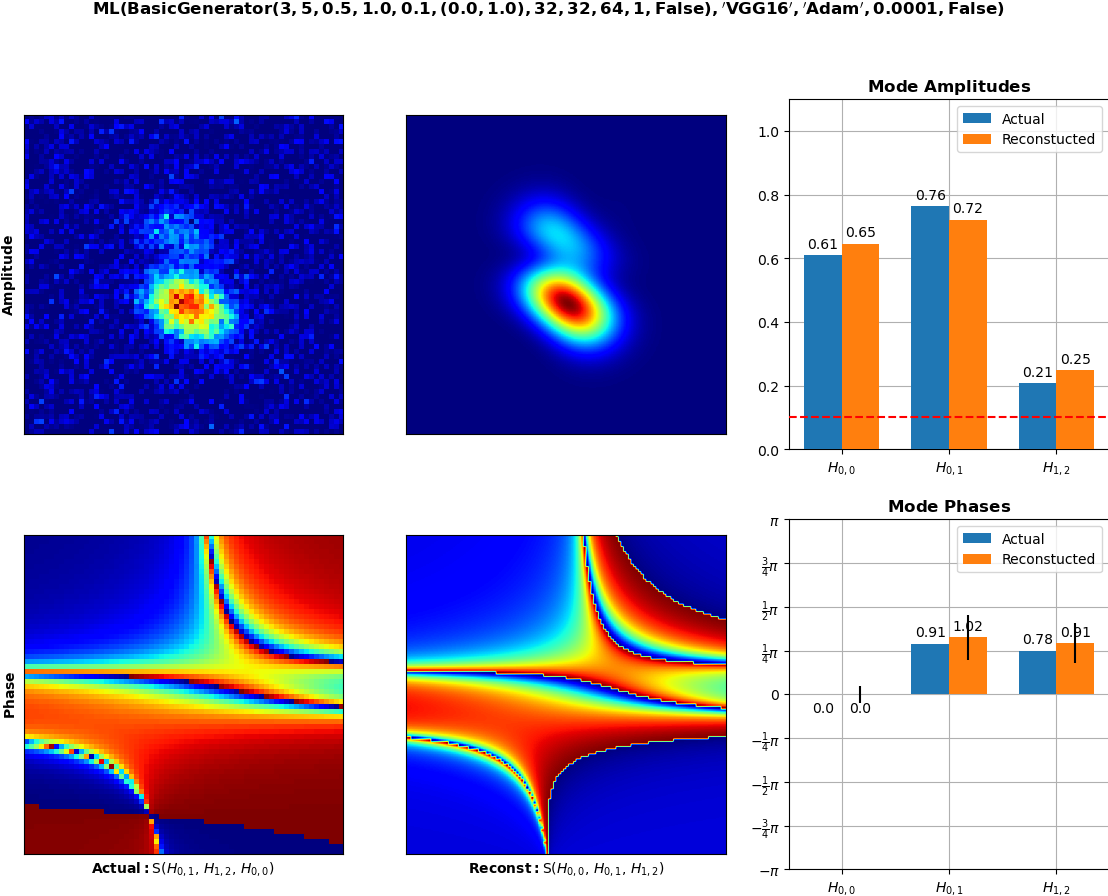 ML(BasicGenerator(3, 5, 0.5, 1.0, 0.1, (0.0, 1.0), 32, 32, 64, 1, False), ′VGG16′, ′Adam′, 0.0001, False)
Amplitude
Mode Amplitudes
Actual
Reconstucted
1.0
0.8
0.6
0.4
0.2
0.0
0.61
0.65
0.76
0.72
0.21
0.25
H0,0
H0,1
H1,2
Phase
Actual: S(H0,1, H1,2, H0,0)
Reconst: S(H0,0, H0,1, H1,2)
Mode Phases
Actual
Reconstucted
π
3/4π
1/2π
1/4π
0
−1/4π
−1/2π
−3/4π
−π
0.0
0.0
0.91
1.02
0.78
0.91
H0,0
H0,1
H1,2